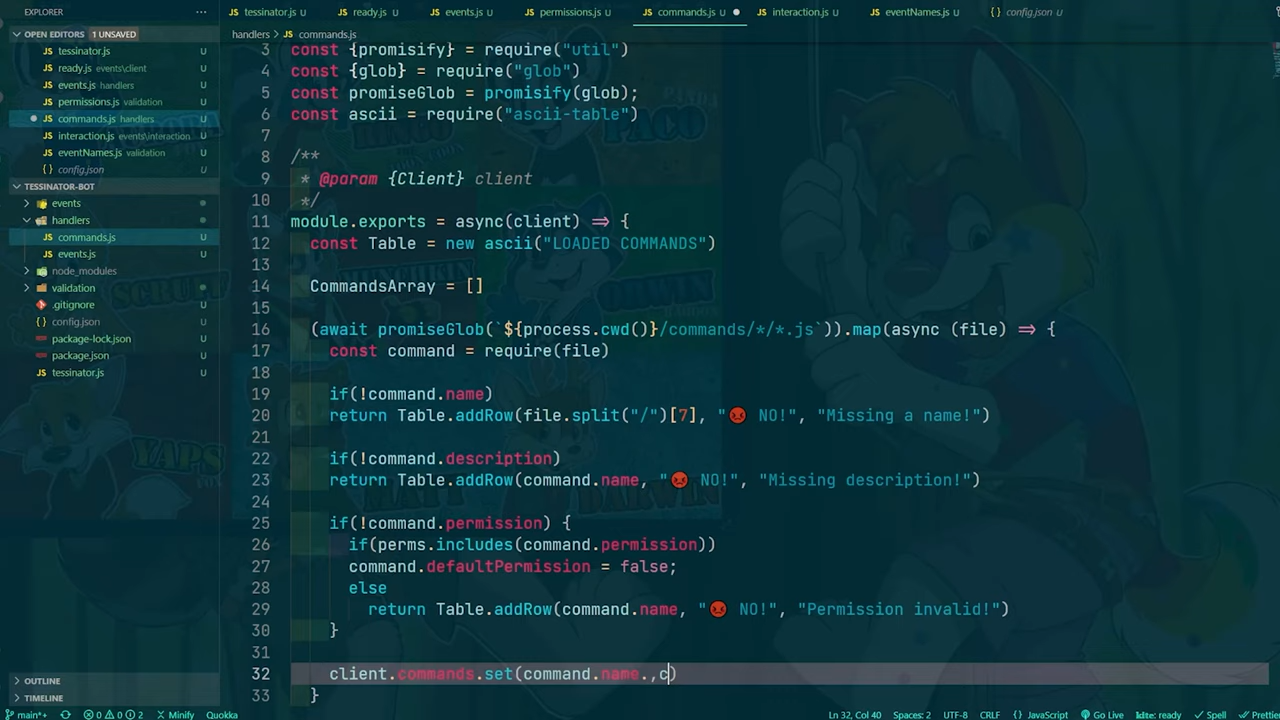 EXPLORER ...
tessinator.js U
ready.js U
events.js U
permissions.js U
commands.js U
interaction.js U
eventNames.js U
config.json U
OPEN EDITORS 1 UNSAVED
tessinator.js U
ready.js events\client U
events.js handlers U
permissions.js validation U
commands.js handlers U
interaction.js events\interaction U
eventNames.js validation U
config.json U
TESSINATOR-BOT
events
handlers
commands.js U
events.js U
node_modules
validation
.gitignore U
config.json U
package-lock.json U
package.json U
tessinator.js U
OUTLINE
TIMELINE
handlers > commands.js
3 const {promisify} = require("util")
4 const {glob} = require("glob")
5 const promiseGlob = promisify(glob);
6 const ascii = require("ascii-table")
7
8 /**
9 * @param {Client} client
10 */
11 module.exports = async(client) => {
12 const Table = new ascii("LOADED COMMANDS")
13
14 CommandsArray = []
15
16 (await promiseGlob(`${process.cwd()}/commands/*/*.js`)).map(async (file) => {
17 const command = require(file)
18
19 if(!command.name)
20 return Table.addRow(file.split("/")[7], "😡 NO!", "Missing a name!")
21
22 if(!command.description)
23 return Table.addRow(command.name, "😡 NO!", "Missing description!")
24
25 if(!command.permission) {
26 if(perms.includes(command.permission))
27 command.defaultPermission = false;
28 else
29 return Table.addRow(command.name, "😡 NO!", "Permission invalid!")
30 }
31
32 client.commands.set(command.name.,c)
33 }
PANDA
PACO
SCRUFF
YAPS
DARWIN
main*+ 0 0 2 Minify Quokka
Ln 32, Col 40 Spaces: 2 UTF-8 CRLF {} JavaScript Go Live Idte: ready Spell Prettie